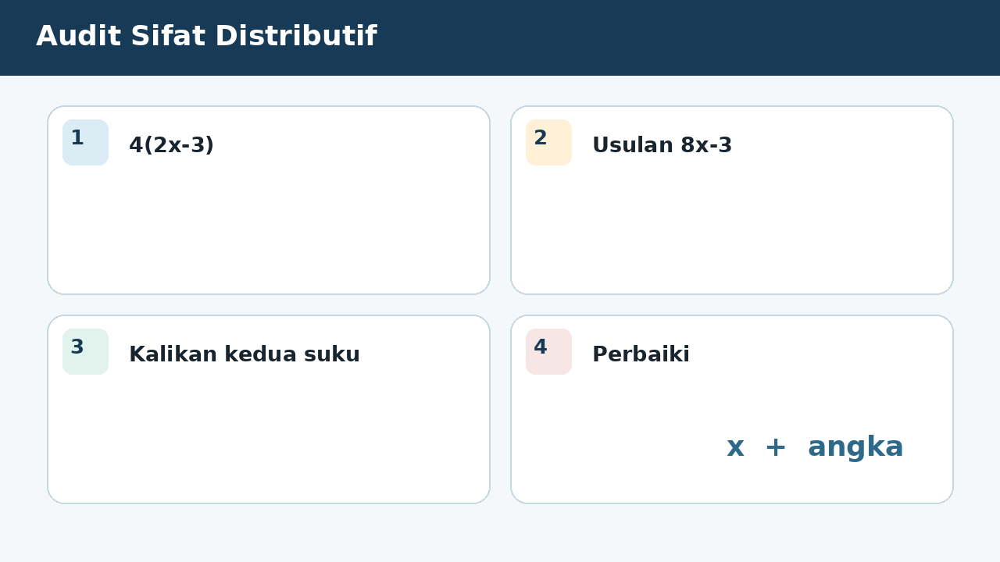 Audit Sifat Distributif
1
4(2x-3)
2
Usulan 8x-3
3
Kalikan kedua suku
4
Perbaiki
x + angka